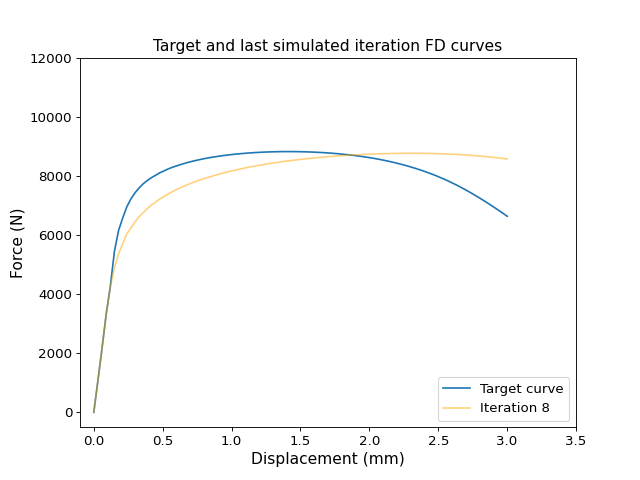 Target and last simulated iteration FD curves
12000
10000
8000
6000
4000
2000
0
Force (N)
0.0 0.5 1.0 1.5 2.0 2.5 3.0 3.5
Displacement (mm)
Target curve
Iteration 8